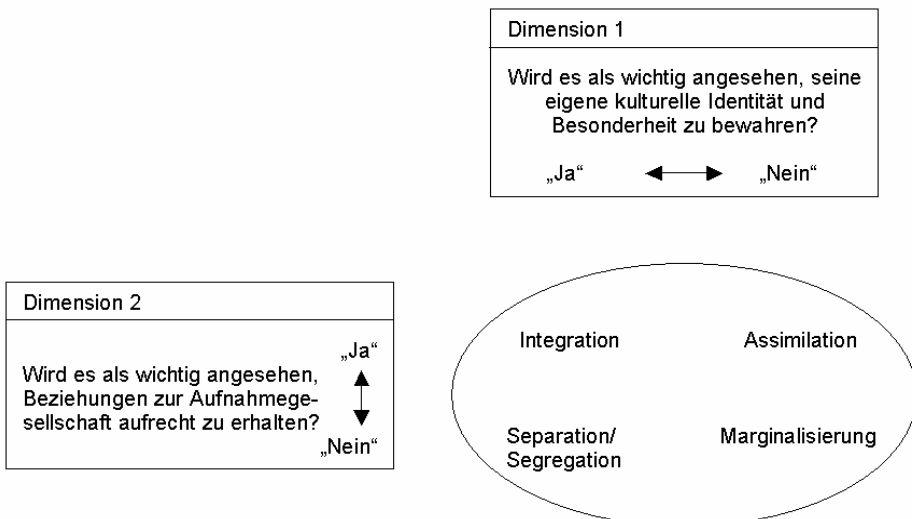 Dimension 1
Wird es als wichtig angesehen, seine
eigene kulturelle Identität und
Besonderheit zu bewahren?
„Ja“ „Nein“
Dimension 2
„Ja“
Wird es als wichtig angesehen,
Beziehungen zur Aufnahmege-
sellschaft aufrecht zu erhalten?
„Nein“
Integration Assimilation
Separation/ Marginalisierung
Segregation